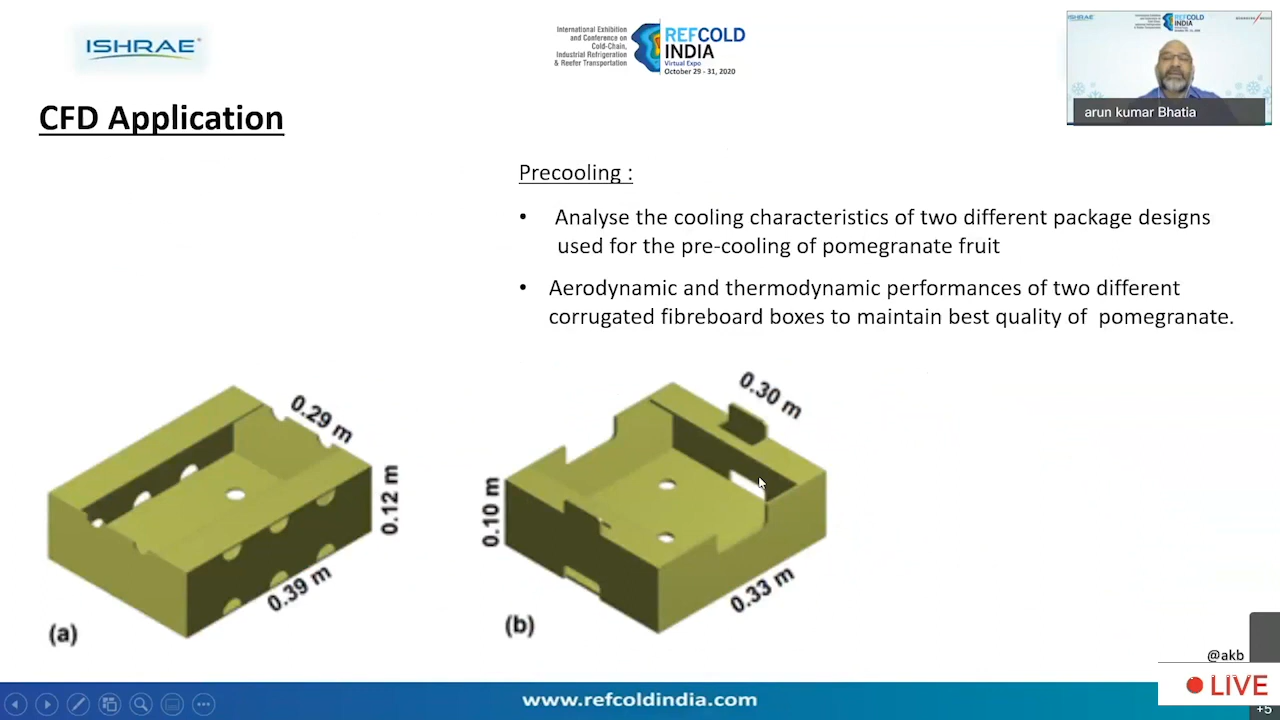 ISHRAE
International Exhibition
and Conference on
Cold-Chain,
Industrial Refrigeration
& Reefer Transportation
REFCOLD
INDIA
Virtual Expo
October 29 - 31, 2020
ISHRAE
REFCOLD
INDIA
arun kumar Bhatia
CFD Application
Precooling :
• Analyse the cooling characteristics of two different package designs
used for the pre-cooling of pomegranate fruit
• Aerodynamic and thermodynamic performances of two different
corrugated fibreboard boxes to maintain best quality of pomegranate.
0.29 m
0.12 m
0.39 m
(a)
0.30 m
0.10 m
0.33 m
(b)
@akb
LIVE
www.refcoldindia.com
+5